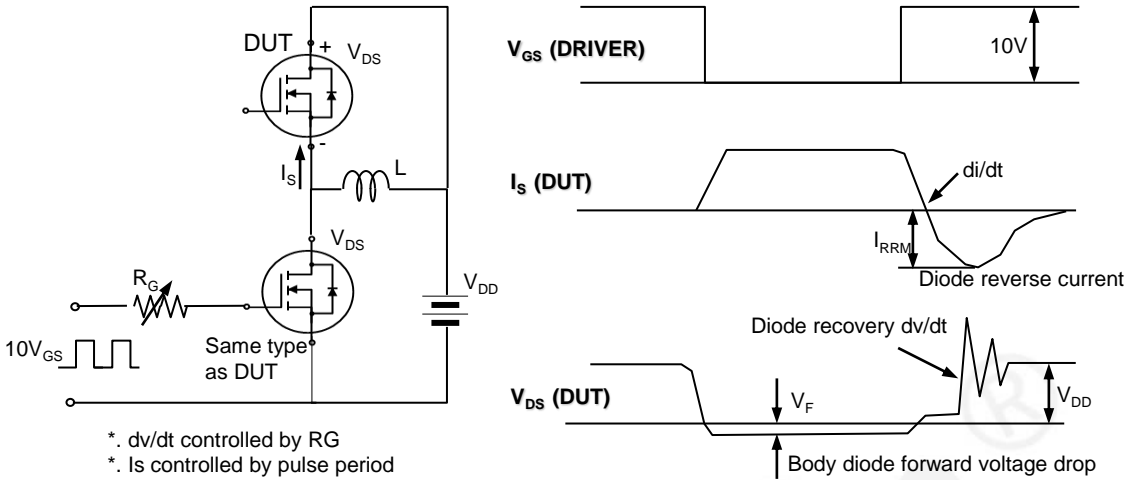 DUT
+
V_DS
-
I_S
L
V_DS
R_G
V_DD
10V_GS
Same type
as DUT
*. dv/dt controlled by RG
*. Is controlled by pulse period
V_GS (DRIVER)
10V
I_S (DUT)
di/dt
I_RRM
Diode reverse current
Diode recovery dv/dt
V_DS (DUT)
V_F
V_DD
Body diode forward voltage drop
®